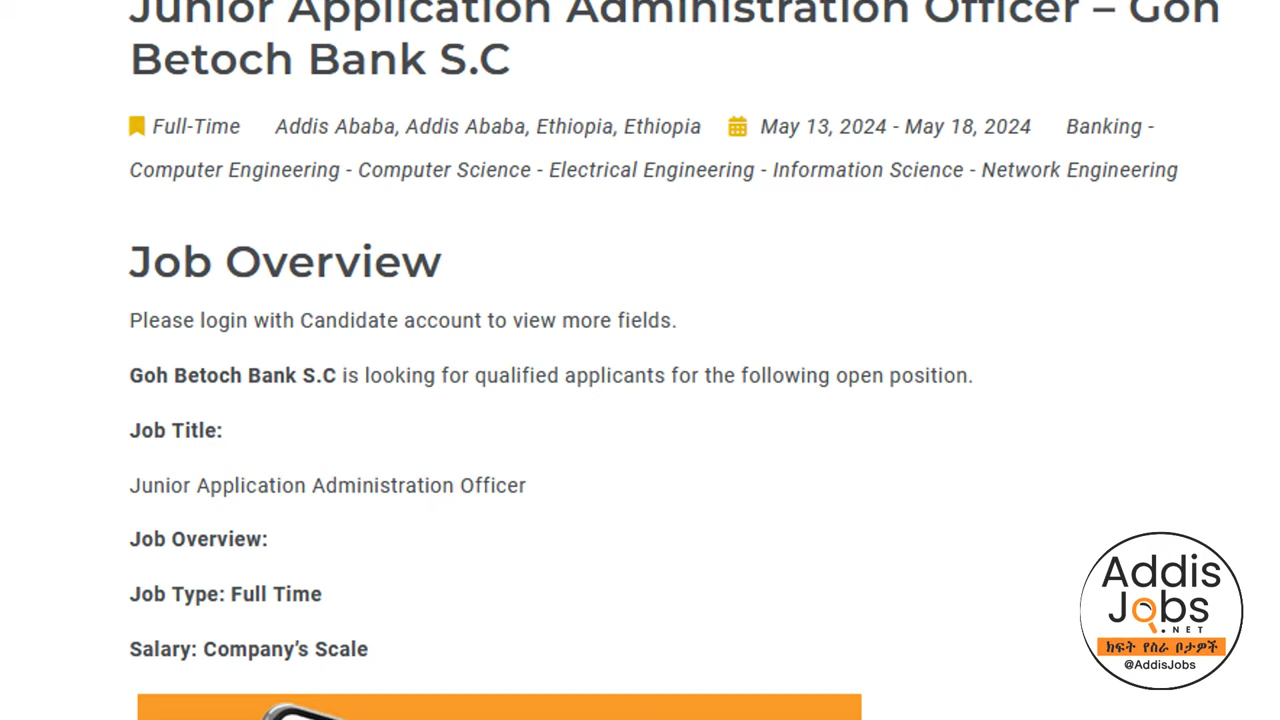 Junior Application Administration Officer – Goh
Betoch Bank S.C
Full-Time Addis Ababa, Addis Ababa, Ethiopia, Ethiopia May 13, 2024 - May 18, 2024 Banking -
Computer Engineering - Computer Science - Electrical Engineering - Information Science - Network Engineering
Job Overview
Please login with Candidate account to view more fields.
Goh Betoch Bank S.C is looking for qualified applicants for the following open position.
Job Title:
Junior Application Administration Officer
Job Overview:
Job Type: Full Time
Salary: Company’s Scale
Addis
Jobs
.NET
ክፍት የስራ ቦታዎች
@AddisJobs